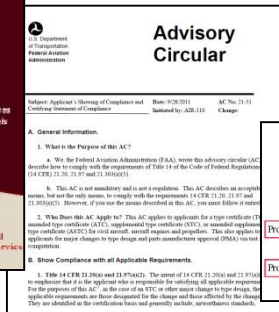 U.S. Department
of Transportation
Federal Aviation
Administration
Advisory
Circular
Subject: Applicant's Showing of Compliance and
Certifying Statement of Compliance
Date: 9/28/2011
Initiated by: AIR-110
AC No: 21-51
Change:
A. General Information.
1. What is the Purpose of this AC?
a. We, the Federal Aviation Administration (FAA), wrote this advisory circular (AC)
describe how to comply with the requirements of Title 14 of the Code of Federal Regulations
(14 CFR) 21.20, 21.97 and 21.303(a)(5).
b. This AC is not mandatory and is not a regulation. This AC describes an acceptable
means, but not the only means, to comply with the requirements 14 CFR 21.20, 21.97 and
21.303(a)(5). However, if you use the means described in this AC, you must follow it
2. Who Does this AC Apply to? This AC applies to applicants for a type certificate
amended type certificate (ATC), supplemental type certificate (STC), or amended
type certificate (ASTC) for civil aircraft, aircraft engines and propellers. This also applies to
applicants for major changes to type design and parts manufacturer approval (PMA) via test
computation.
B. Show Compliance with all Applicable Requirements.
1. Title 14 CFR 21.20(a) and 21.97(a)(2). The intent of 14 CFR 21.20(a) and 21.97(a)
to emphasize that it is the applicant who is responsible for satisfying all applicable
For the purposes of this AC, in the case of an STC or other major change to type design, the
applicable requirements are those designated for the change and those affected by the change
They are identified in the certification basis and generally include, airworthiness standards,